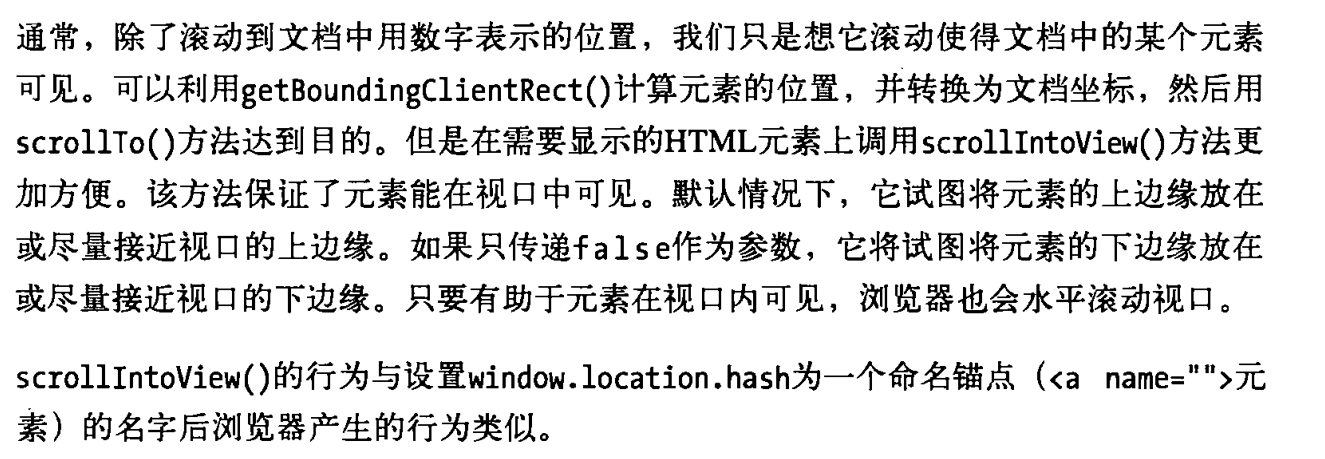 通常，除了滚动到文档中用数字表示的位置，我们只是想它滚动使得文档中的某个元素
可见。可以利用getBoundingClientRect()计算元素的位置，并转换为文档坐标，然后用
scrollTo()方法达到目的。但是在需要显示的HTML元素上调用scrollIntoView()方法更
加方便。该方法保证了元素能在视口中可见。默认情况下，它试图将元素的上边缘放在
或尽量接近视口的上边缘。如果只传递false作为参数，它将试图将元素的下边缘放在
或尽量接近视口的下边缘。只要有助于元素在视口内可见，浏览器也会水平滚动视口。
scrollIntoView()的行为与设置window.location.hash为一个命名锚点（<a name="">元
素）的名字后浏览器产生的行为类似。